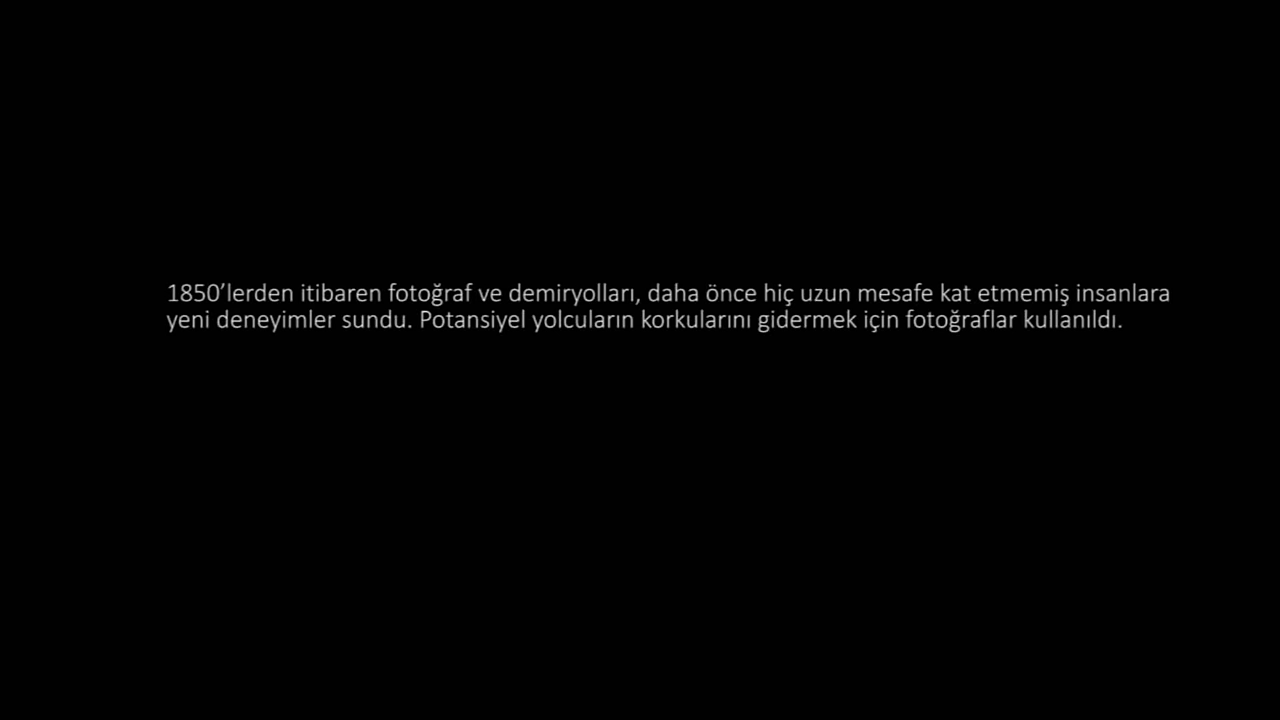 1850’lerden itibaren fotoğraf ve demiryolları, daha önce hiç uzun mesafe kat etmemiş insanlara
yeni deneyimler sundu. Potansiyel yolcuların korkularını gidermek için fotoğraflar kullanıldı.